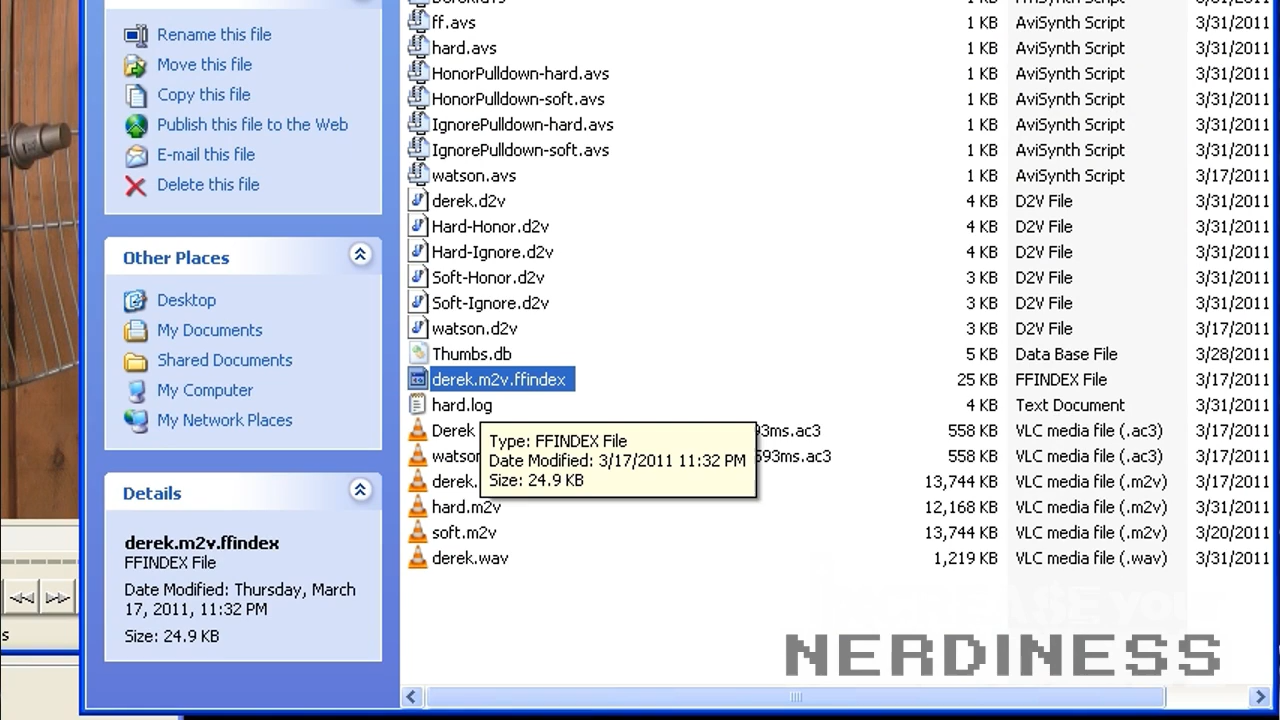 Rename this file
Move this file
Copy this file
Publish this file to the Web
E-mail this file
Delete this file
Other Places
Desktop
My Documents
Shared Documents
My Computer
My Network Places
Details
derek.m2v.ffindex
FFINDEX File
Date Modified: Thursday, March
17, 2011, 11:32 PM
Size: 24.9 KB
s
ff.avs 1 KB AviSynth Script 3/31/2011
hard.avs 1 KB AviSynth Script 3/31/2011
HonorPulldown-hard.avs 1 KB AviSynth Script 3/31/2011
HonorPulldown-soft.avs 1 KB AviSynth Script 3/31/2011
IgnorePulldown-hard.avs 1 KB AviSynth Script 3/31/2011
IgnorePulldown-soft.avs 1 KB AviSynth Script 3/31/2011
watson.avs 1 KB AviSynth Script 3/17/2011
derek.d2v 4 KB D2V File 3/31/2011
Hard-Honor.d2v 4 KB D2V File 3/31/2011
Hard-Ignore.d2v 4 KB D2V File 3/31/2011
Soft-Honor.d2v 3 KB D2V File 3/31/2011
Soft-Ignore.d2v 3 KB D2V File 3/31/2011
watson.d2v 3 KB D2V File 3/17/2011
Thumbs.db 5 KB Data Base File 3/28/2011
derek.m2v.ffindex 25 KB FFINDEX File 3/17/2011
hard.log 4 KB Text Document 3/31/2011
Derek 93ms.ac3 558 KB VLC media file (.ac3) 3/17/2011
watson 593ms.ac3 558 KB VLC media file (.ac3) 3/17/2011
derek. 13,744 KB VLC media file (.m2v) 3/17/2011
hard.m2v 12,168 KB VLC media file (.m2v) 3/31/2011
soft.m2v 13,744 KB VLC media file (.m2v) 3/20/2011
derek.wav 1,219 KB VLC media file (.wav) 3/31/2011
Type: FFINDEX File
Date Modified: 3/17/2011 11:32 PM
Size: 24.9 KB
NERDINESS